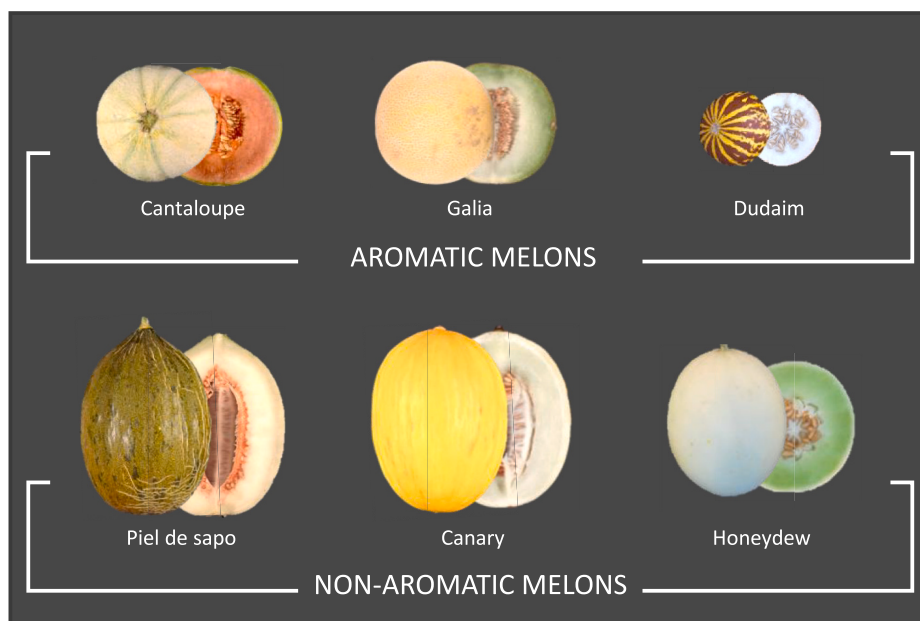 Cantaloupe
Galia
Dudaim
AROMATIC MELONS
Piel de sapo
Canary
Honeydew
NON-AROMATIC MELONS